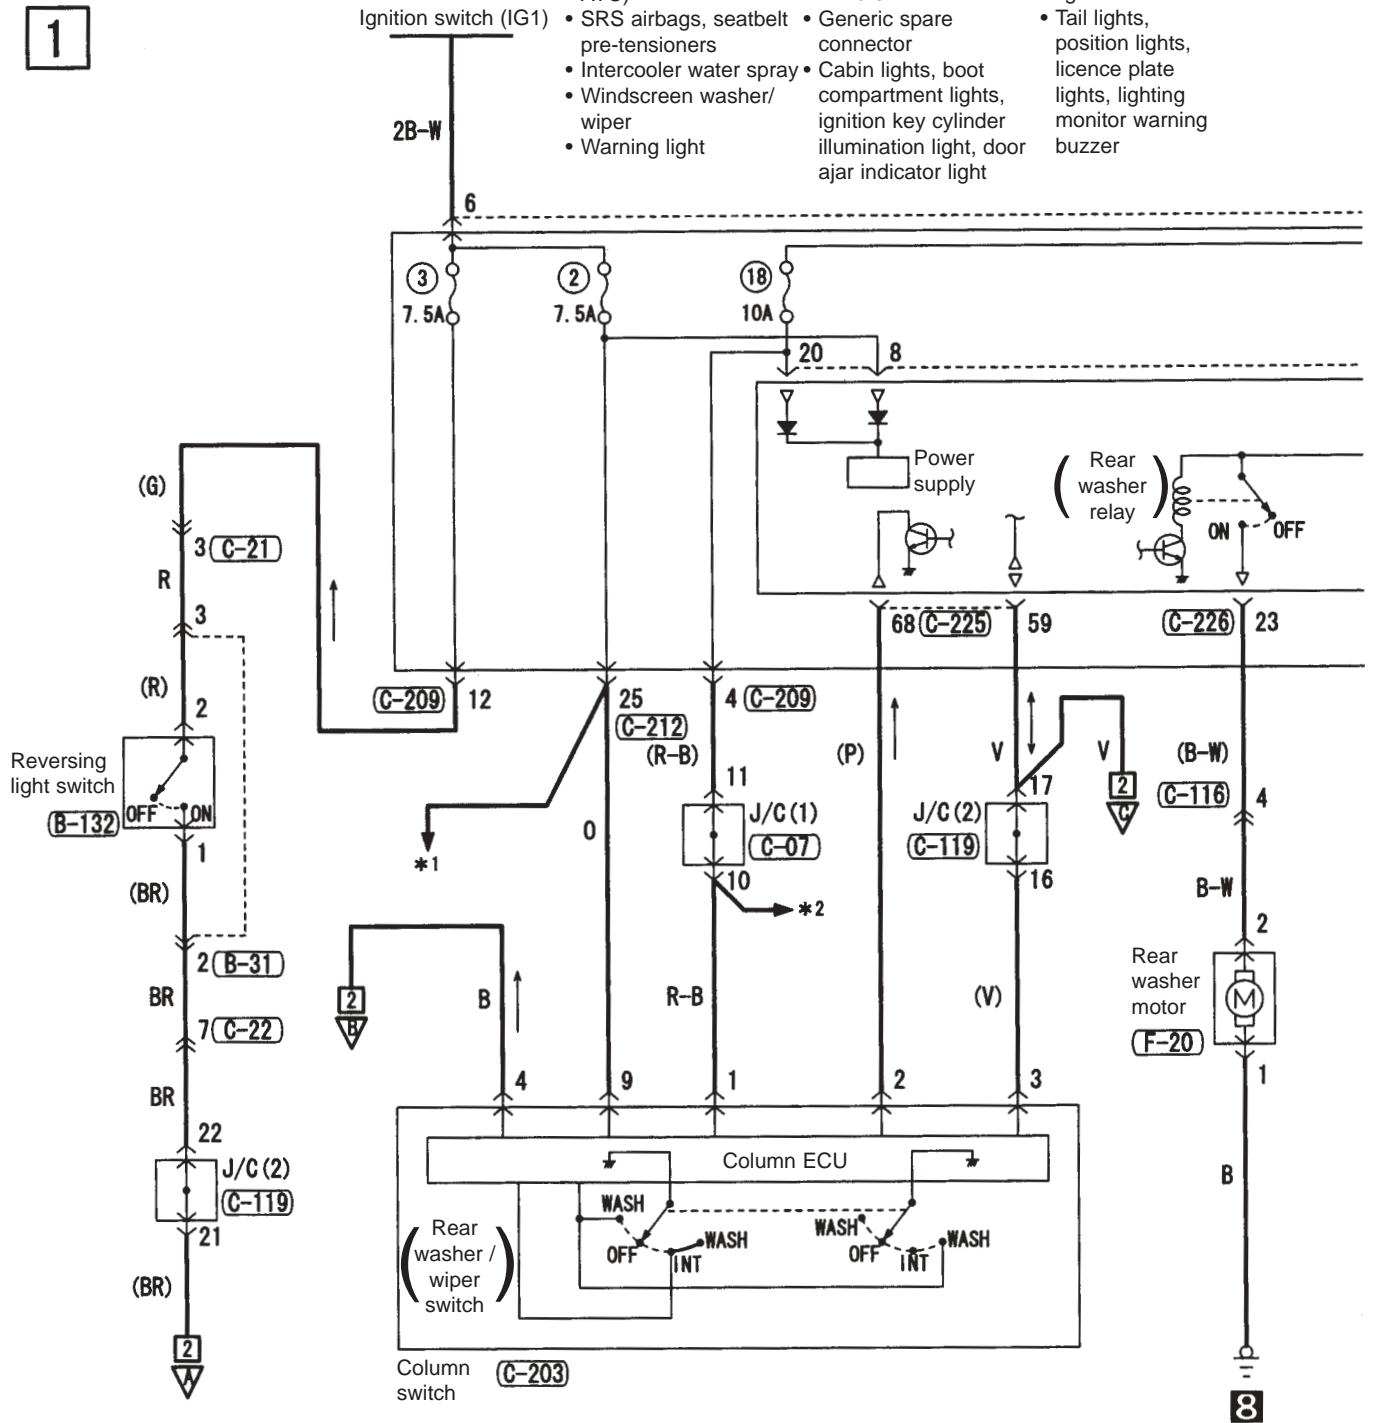 1
Ignition switch (IG1)
• SRS airbags, seatbelt
pre-tensioners
• Intercooler water spray
• Windscreen washer/
wiper
• Warning light
• Generic spare
connector
• Cabin lights, boot
compartment lights,
ignition key cylinder
illumination light, door
ajar indicator light
• Tail lights,
position lights,
licence plate
lights, lighting
monitor warning
buzzer
2B-W
6
3
7.5A
2
7.5A
18
10A
20
8
Power
supply
Rear
washer
relay
ON
OFF
(G)
3 C-21
R
3
(R)
2
Reversing
light switch
OFF
ON
B-132
1
(BR)
2 B-31
BR
7 C-22
BR
22
J/C(2)
C-119
21
(BR)
2
A
C-209 12
25
C-212
*1
O
4 C-209
(R-B)
11
J/C(1)
C-07
10
*2
R-B
68 C-225 59
(P)
V
V
17
2
C
J/C(2)
C-119
16
(V)
C-226 23
(B-W)
C-116 4
B-W
2
Rear
washer
motor
M
F-20
1
B
8
2
B
B
4
9
1
2
3
Column ECU
Rear
washer /
wiper
switch
WASH
OFF
INT
WASH
WASH
OFF
INT
WASH
Column
switch
C-203